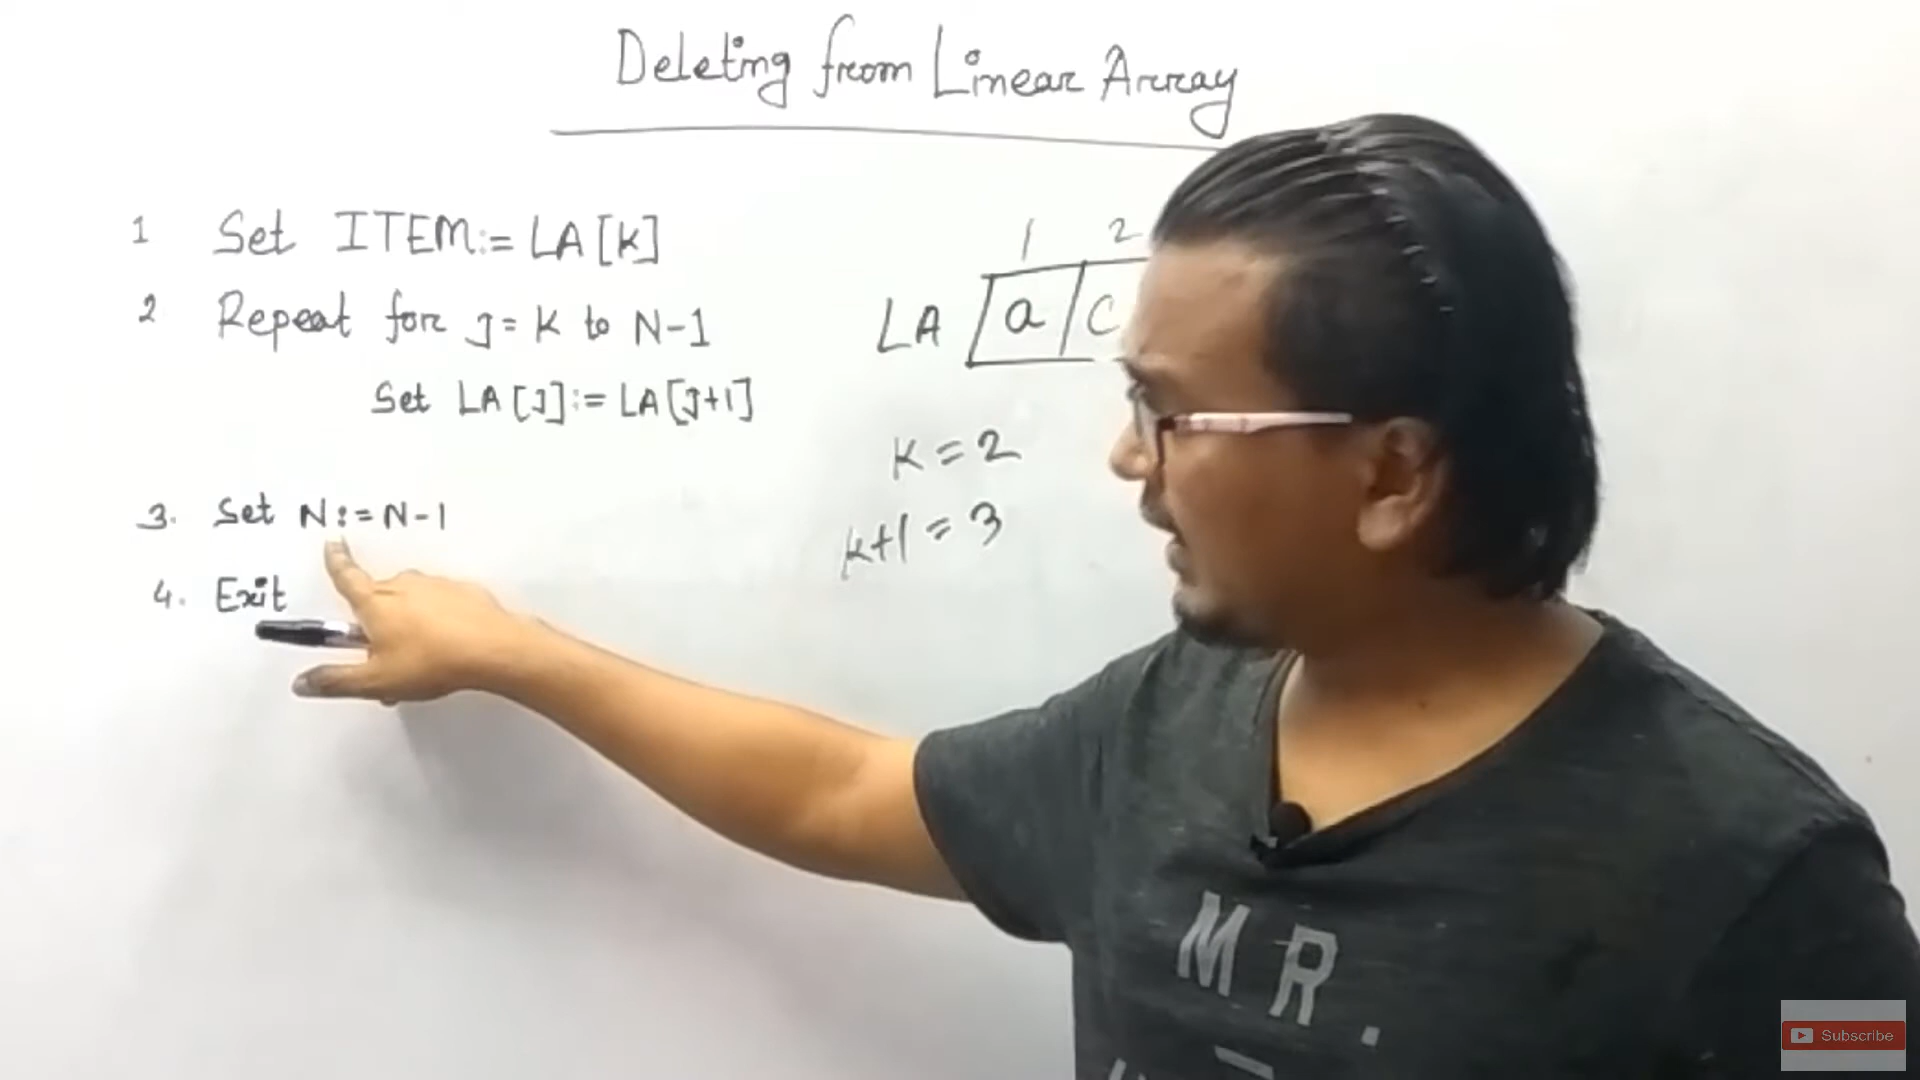 Deleting from Linear Array
1 Set ITEM:= LA[K]
2 Repeat for J= K to N-1
Set LA[J]:= LA[J+1]
3. Set N:= N-1
4. Exit
1 2
LA a c
K = 2
K+1 = 3
MR.
Subscribe